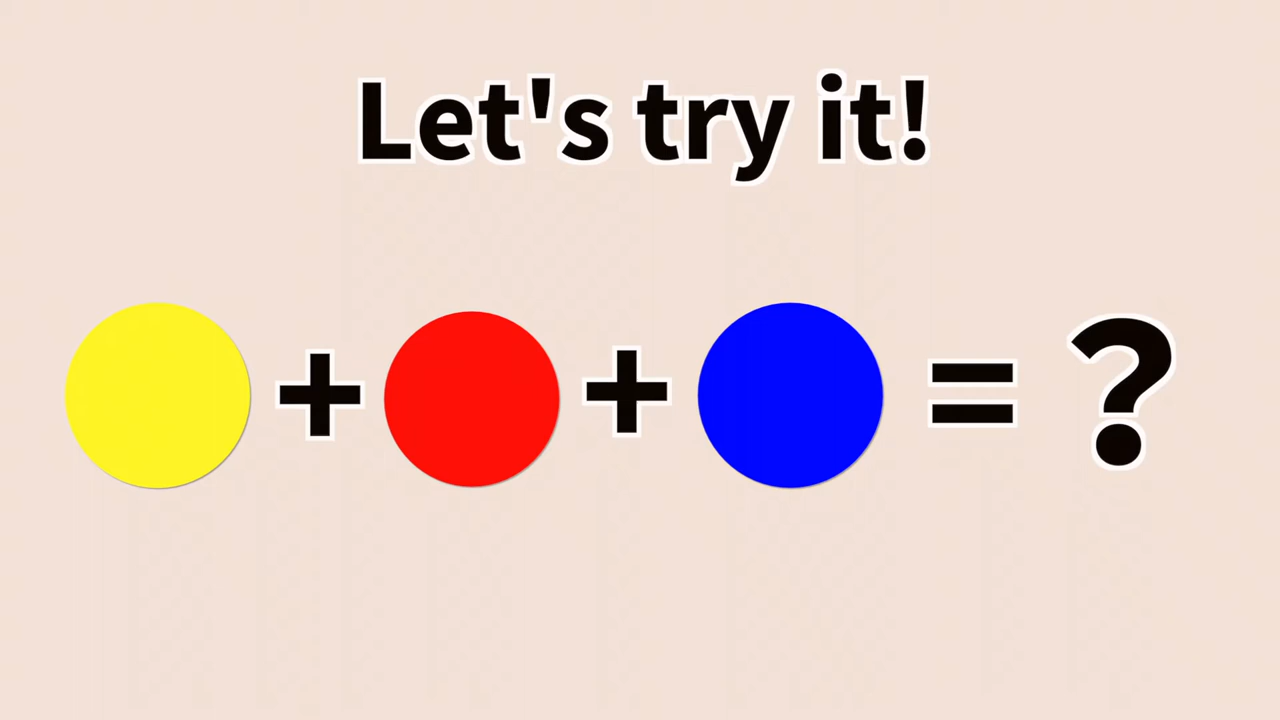 Let's try it!
+ + = ?